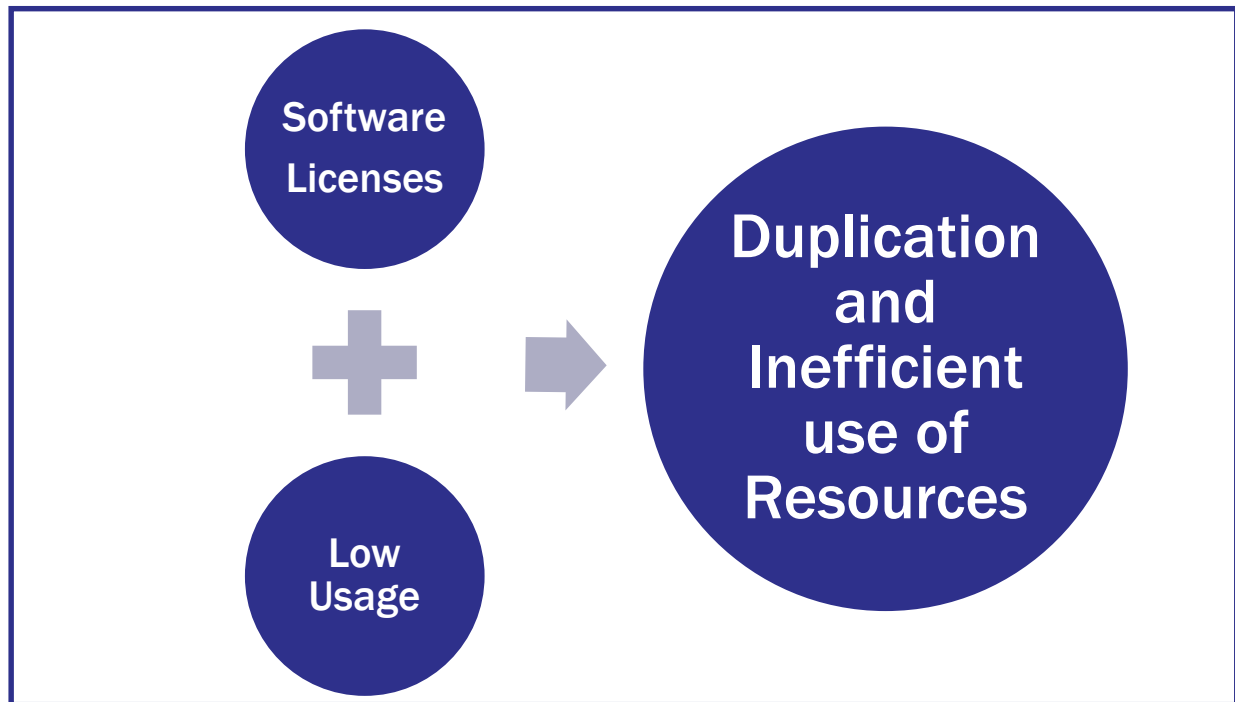 Software
Licenses
Low
Usage
Duplication
and
Inefficient
use of
Resources